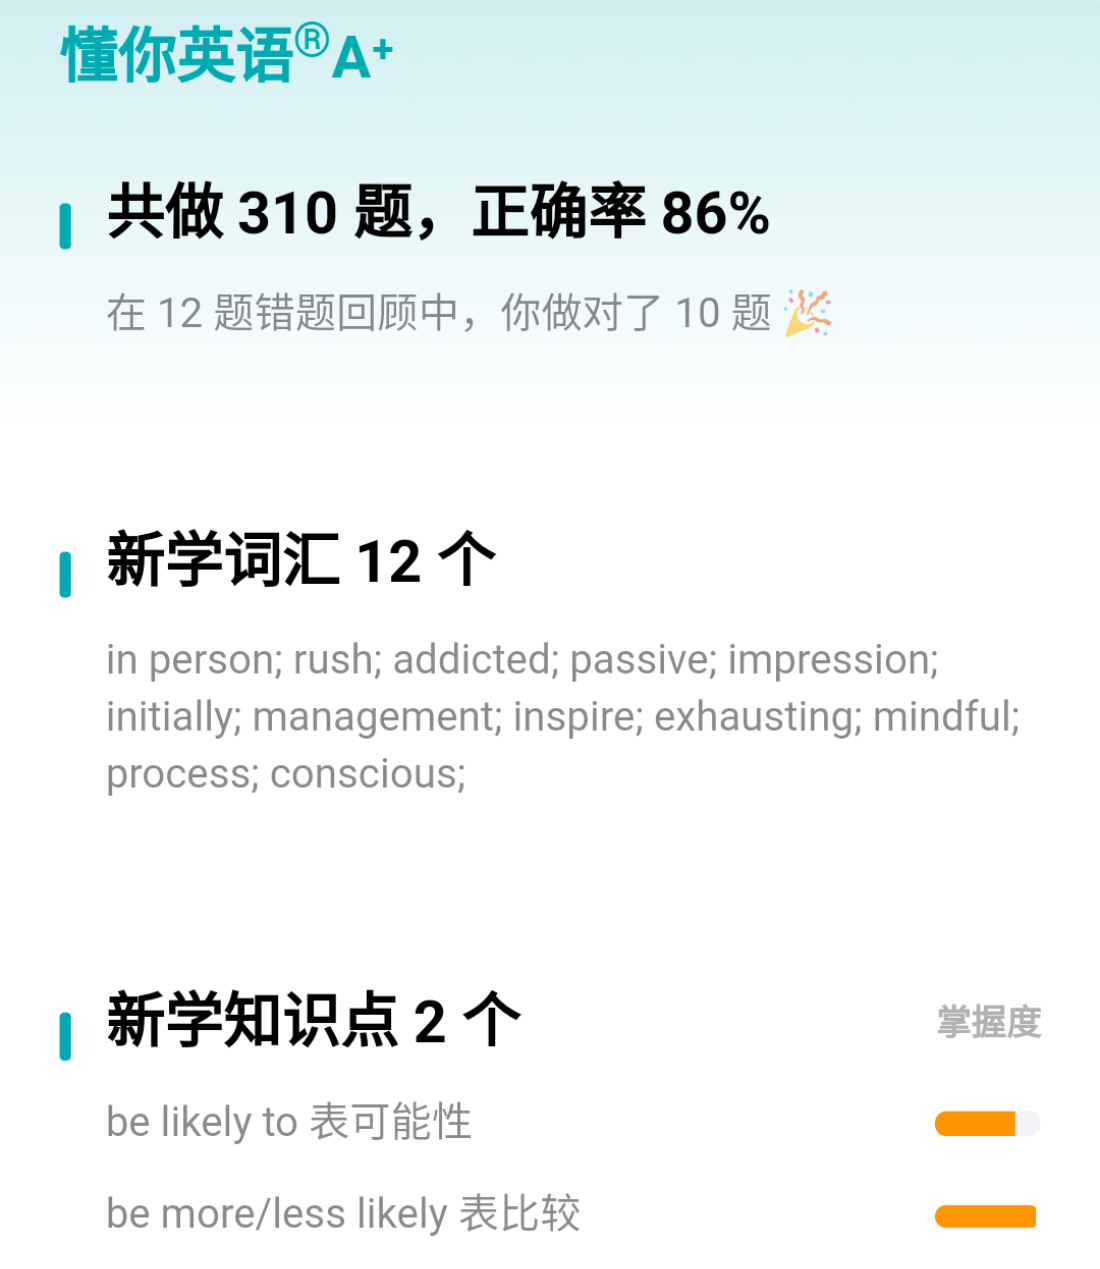 懂你英语®A+
共做 310 题，正确率 86%
在 12 题错题回顾中，你做对了 10 题 🎉
新学词汇 12 个
in person; rush; addicted; passive; impression;
initially; management; inspire; exhausting; mindful;
process; conscious;
新学知识点 2 个 掌握度
be likely to 表可能性
be more/less likely 表比较